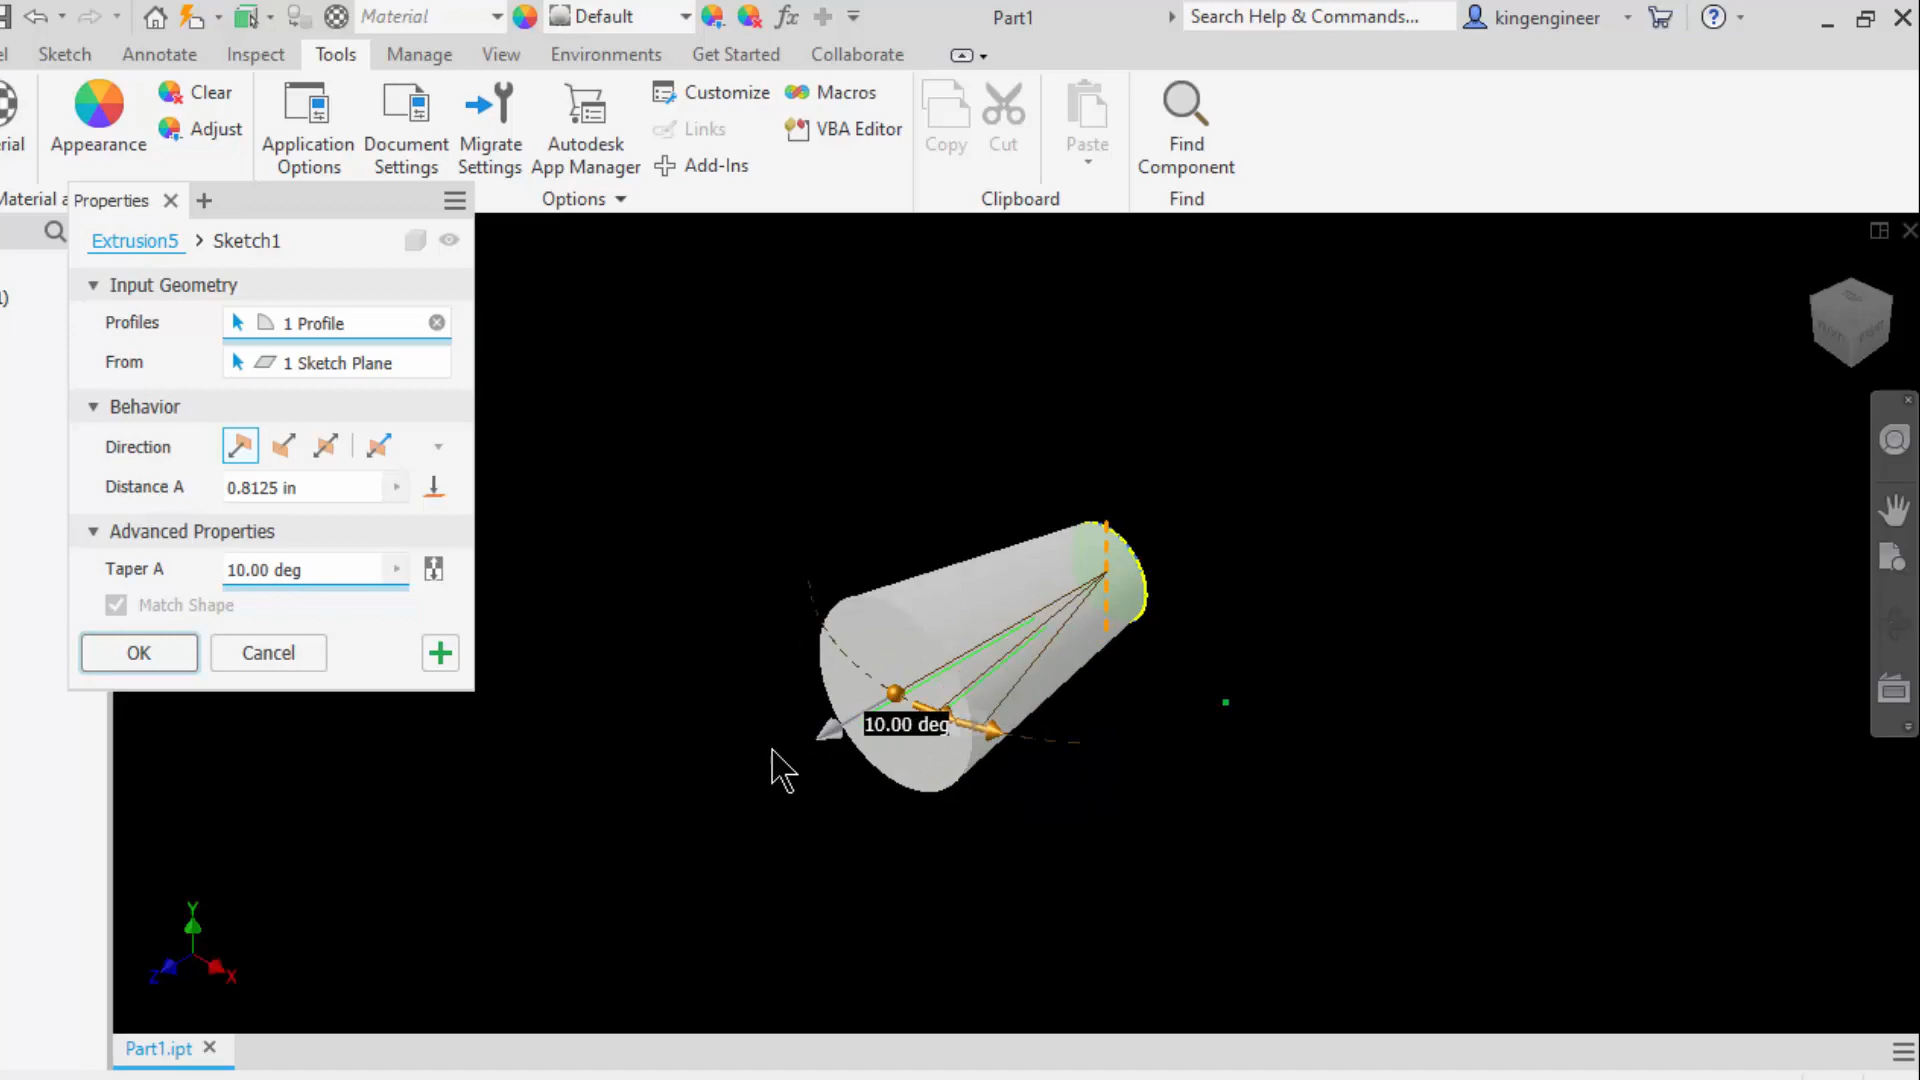 Material
Default
fx
Part1
Search Help & Commands...
kingengineer
Sketch
Annotate
Inspect
Tools
Manage
View
Environments
Get Started
Collaborate
Appearance
Clear
Adjust
Application Options
Document Settings
Migrate Settings
Autodesk App Manager
Customize
Links
Add-Ins
Macros
VBA Editor
Copy
Cut
Paste
Find Component
Options
Clipboard
Find
Properties
Extrusion5 > Sketch1
Input Geometry
Profiles
1 Profile
From
1 Sketch Plane
Behavior
Direction
Distance A
0.8125 in
Advanced Properties
Taper A
10.00 deg
Match Shape
OK
Cancel
10.00 deg
Y
Z
X
Part1.ipt